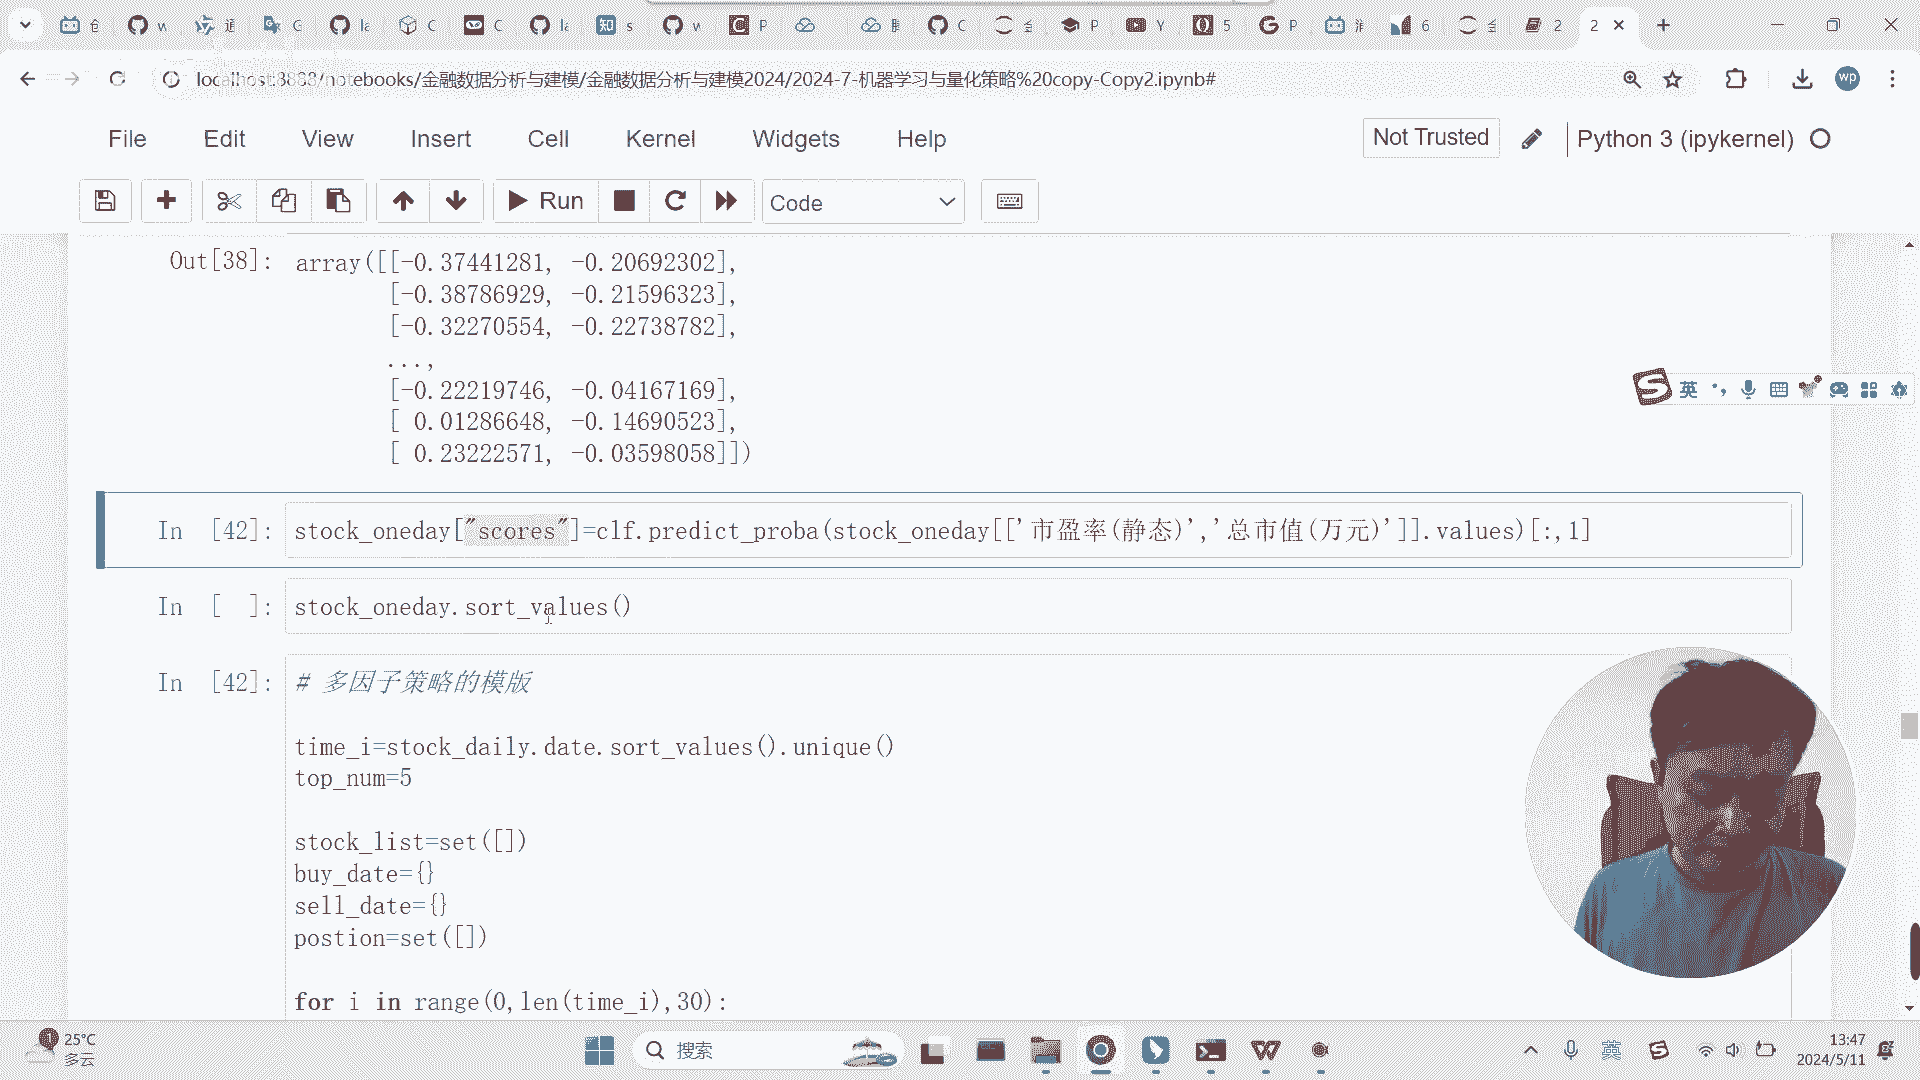 2
2
localhost:8888/notebooks/金融数据分析与建模/金融数据分析与建模2024/2024-7-机器学习与量化策略%20copy-Copy2.ipynb#
wp
File Edit View Insert Cell Kernel Widgets Help
Not Trusted
Python 3 (ipykernel)
Run
Code
Out[38]: array([[-0.37441281, -0.20692302],
[-0.38786929, -0.21596323],
[-0.32270554, -0.22738782],
...,
[-0.22219746, -0.04167169],
[ 0.01286648, -0.14690523],
[ 0.23222571, -0.03598058]])
英
In [42]: stock_oneday["scores"]=clf.predict_proba(stock_oneday[['市盈率(静态)','总市值(万元)']].values)[:,1]
In [ ]: stock_oneday.sort_values()
In [42]: # 多因子策略的模版
time_i=stock_daily.date.sort_values().unique()
top_num=5
stock_list=set([])
buy_date={}
sell_date={}
postion=set([])
for i in range(0,len(time_i),30):
1
25°C
多云
搜索
英
13:47
2024/5/11